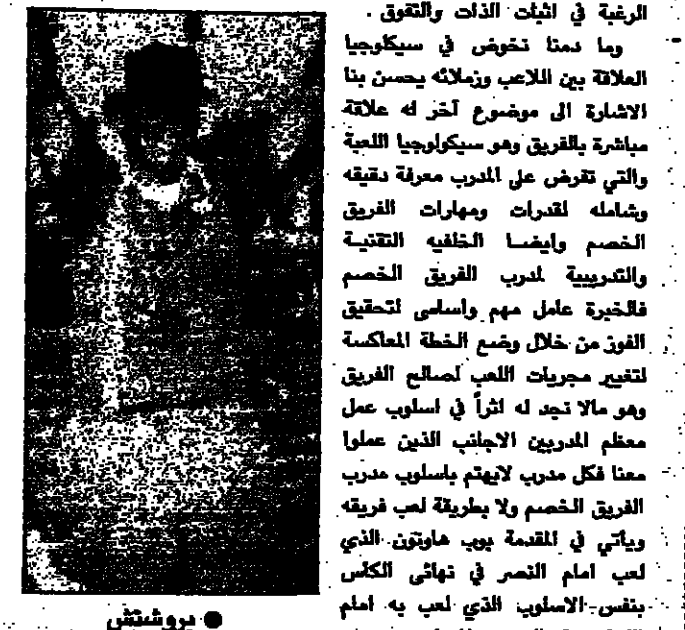 الرغبة في اثبات الذات والتفوق .
وما دمنا نخوض في سيكلوجيا
العلاقة بين اللاعب وزملائه يحسن بنا
الاشارة الى موضوع آخر له علاقة
مباشرة بالفريق وهو سيكولوجيا اللعبة
والتي تفرض على المدرب معرفة دقيقه
وشامله لقدرات ومهارات الفريق
الخصم وايضا الخلفيه التقنية
والتدريبية لمدرب الفريق الخصم
فالخبرة عامل مهم واساسى لتحقيق
الفوز من خلال وضع الخطة المعاكسة
لتغيير مجريات اللعب لصالح الفريق
وهو مالا نجد له اثراً في اسلوب عمل
معظم المدربين الاجانب الذين عملوا
معنا فكل مدرب لايهتم باسلوب مدرب
الفريق الخصم ولا بطريقة لعب فريقه
ويأتي في المقدمة بوب هاوتون الذي
لعب امام النصر في نهائى الكأس
بنفس الاسلوب الذي لعب به امام
● بروشتش